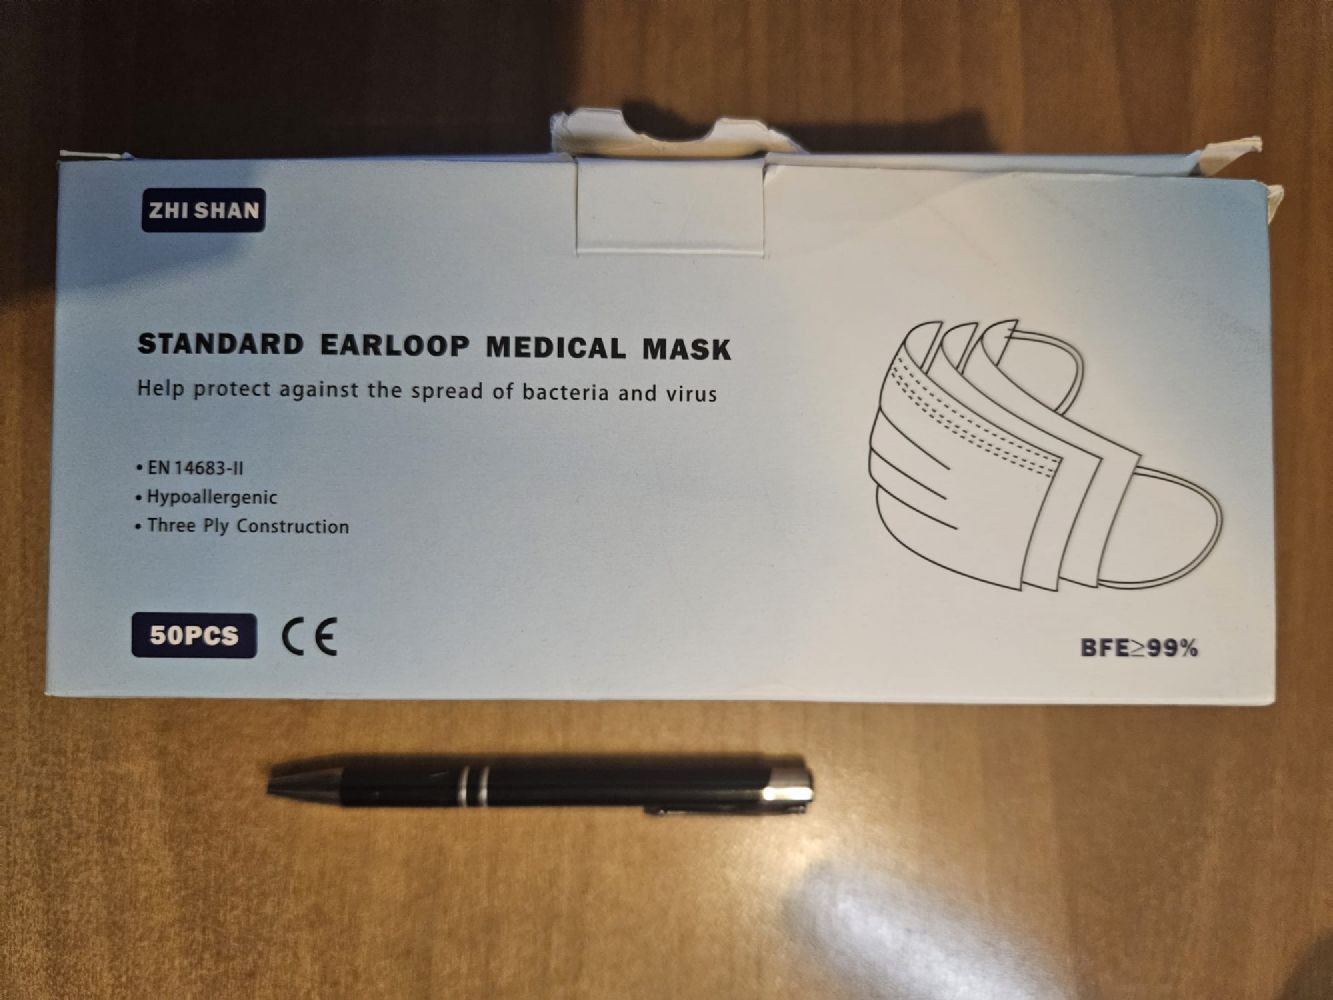 ZHI SHAN
STANDARD EARLOOP MEDICAL MASK
Help protect against the spread of bacteria and virus
• EN 14683-II
• Hypoallergenic
• Three Ply Construction
50PCS CE
BFE≥99%